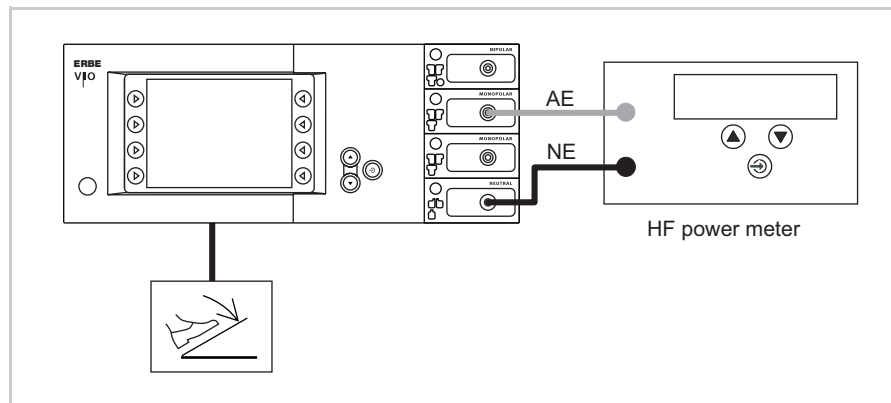 ERBE
VIO
BIPOLAR
MONOPOLAR
AE
MONOPOLAR
NE
NEUTRAL
HF power meter